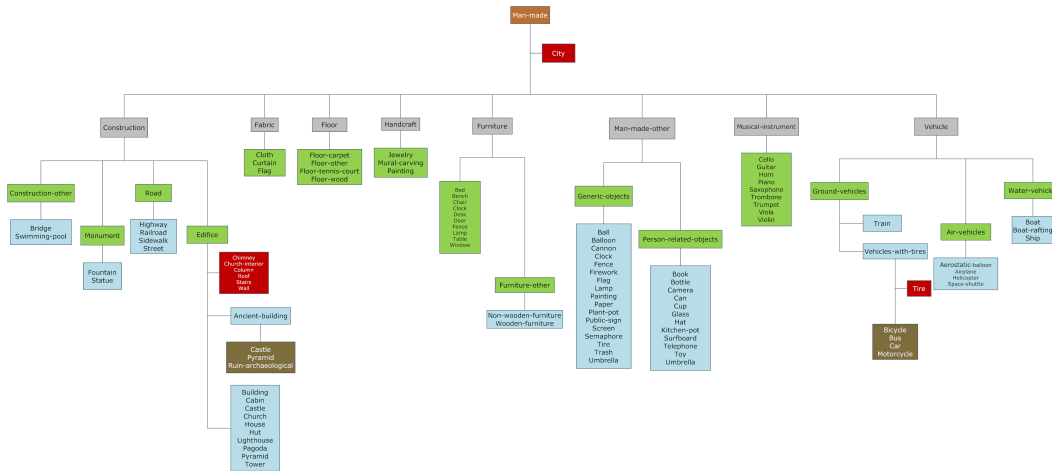 Man-made
City
Construction
Fabric
Floor
Handcraft
Furniture
Man-made-other
Musical-instrument
Vehicle
Cloth
Curtain
Flag
Floor-carpet
Floor-other
Floor-tennis-court
Floor-wood
Jewelry
Mural-carving
Painting
Cello
Guitar
Horn
Piano
Saxophone
Trombone
Trumpet
Viola
Violin
Construction-other
Bridge
Swimming-pool
Monument
Fountain
Statue
Road
Highway
Railroad
Sidewalk
Street
Edifice
Chimney
Church-interior
Column
Roof
Stairs
Wall
Ancient-building
Castle
Pyramid
Ruin-archaeological
Building
Cabin
Castle
Church
House
Hut
Lighthouse
Pagoda
Pyramid
Tower
Bed
Bench
Chair
Clock
Desk
Door
Fence
Lamp
Table
Window
Furniture-other
Non-wooden-furniture
Wooden-furniture
Generic-objects
Ball
Balloon
Cannon
Clock
Fence
Firework
Flag
Lamp
Painting
Paper
Plant-pot
Public-sign
Screen
Semaphore
Tire
Trash
Umbrella
Person-related-objects
Book
Bottle
Camera
Can
Cup
Glass
Hat
Kitchen-pot
Surfboard
Telephone
Toy
Umbrella
Ground-vehicles
Train
Vehicles-with-tires
Tire
Bicycle
Bus
Car
Motorcycle
Air-vehicles
Aerostatic-balloon
Airplane
Helicopter
Space-shuttle
Water-vehicle
Boat
Boat-rafting
Ship